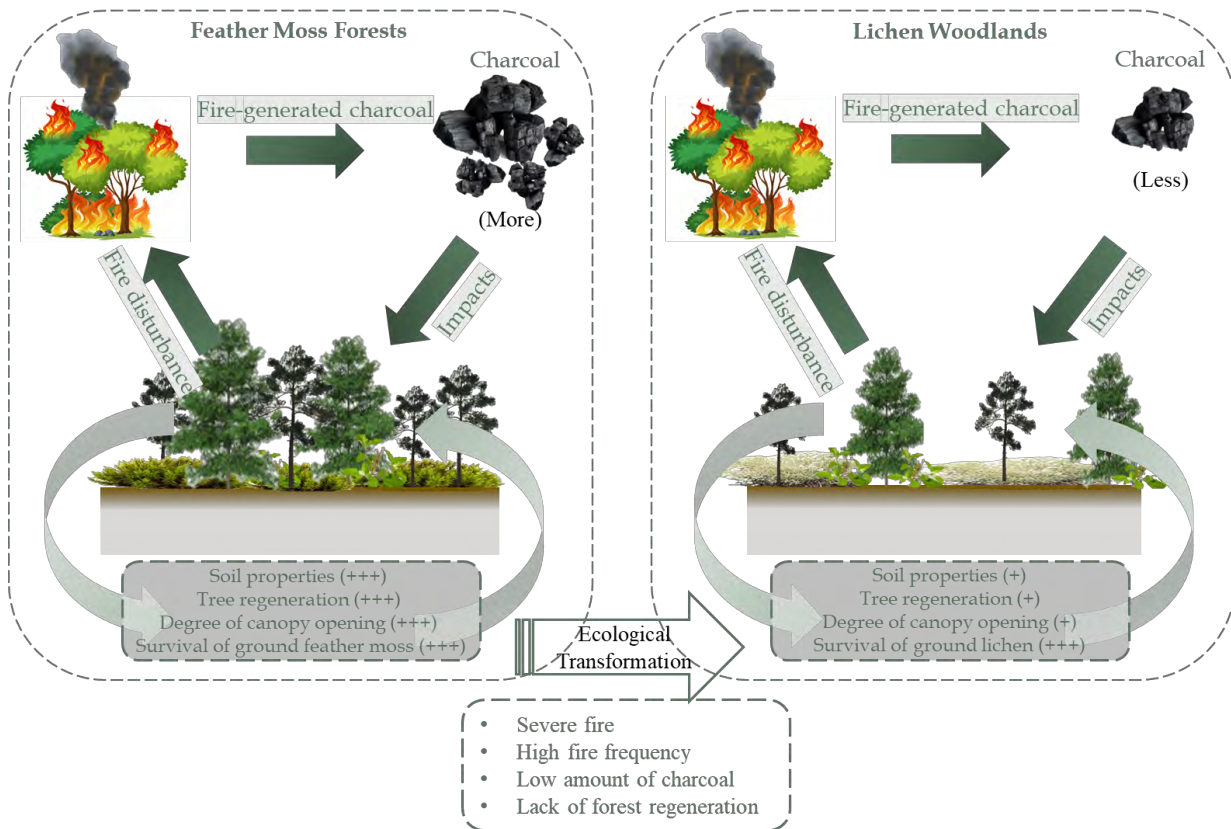 Feather Moss Forests
Charcoal
Fire-generated charcoal
(More)
Fire disturbance
Impacts
Soil properties (+++)
Tree regeneration (+++)
Degree of canopy opening (+++)
Survival of ground feather moss (+++)
Ecological
Transformation
Severe fire
High fire frequency
Low amount of charcoal
Lack of forest regeneration
Lichen Woodlands
Charcoal
Fire-generated charcoal
(Less)
Fire disturbance
Impacts
Soil properties (+)
Tree regeneration (+)
Degree of canopy opening (+)
Survival of ground lichen (+++)